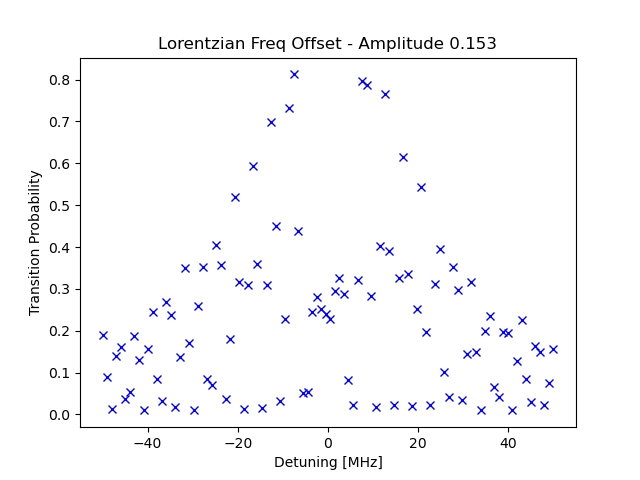 Lorentzian Freq Offset - Amplitude 0.153
0.8
0.7
0.6
0.5
0.4
0.3
0.2
0.1
0.0
Transition Probability
−40 −20 0 20 40
Detuning [MHz]